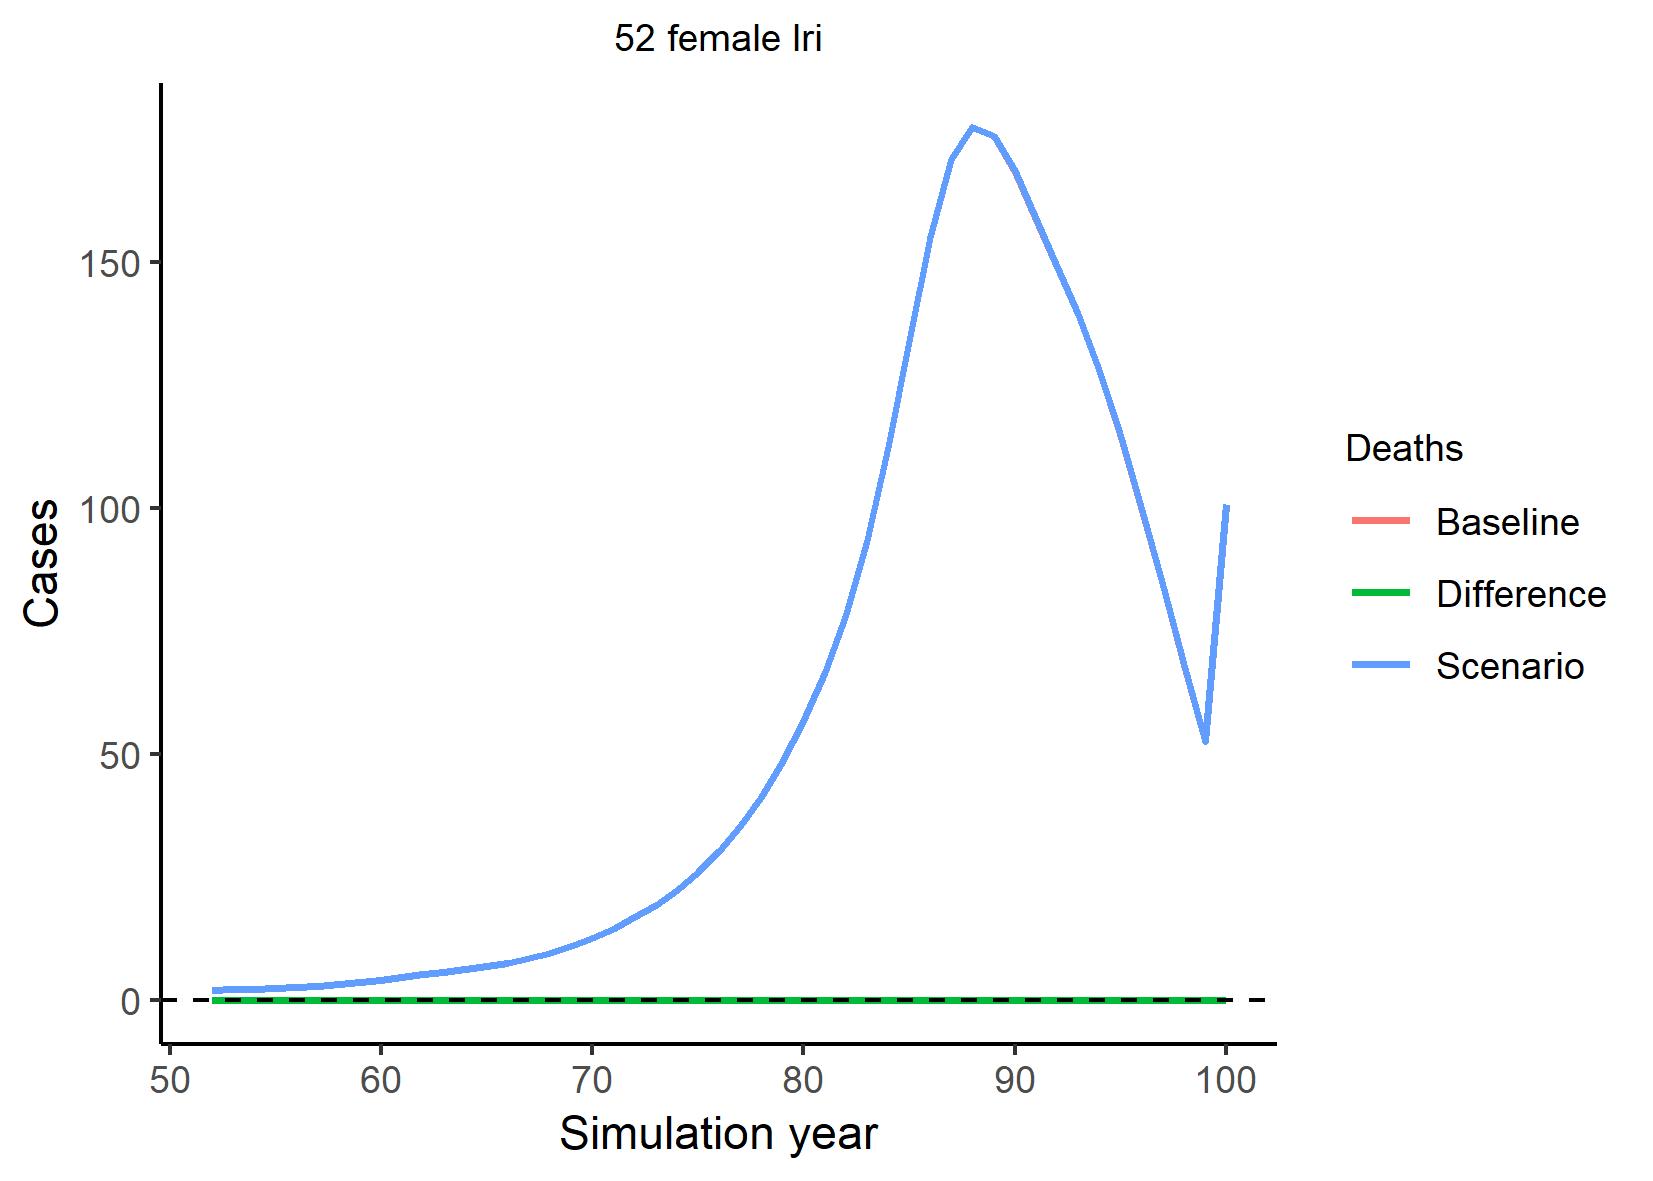 52 female lri
Cases
150
100
50
0
50 60 70 80 90 100
Simulation year
Deaths
Baseline
Difference
Scenario